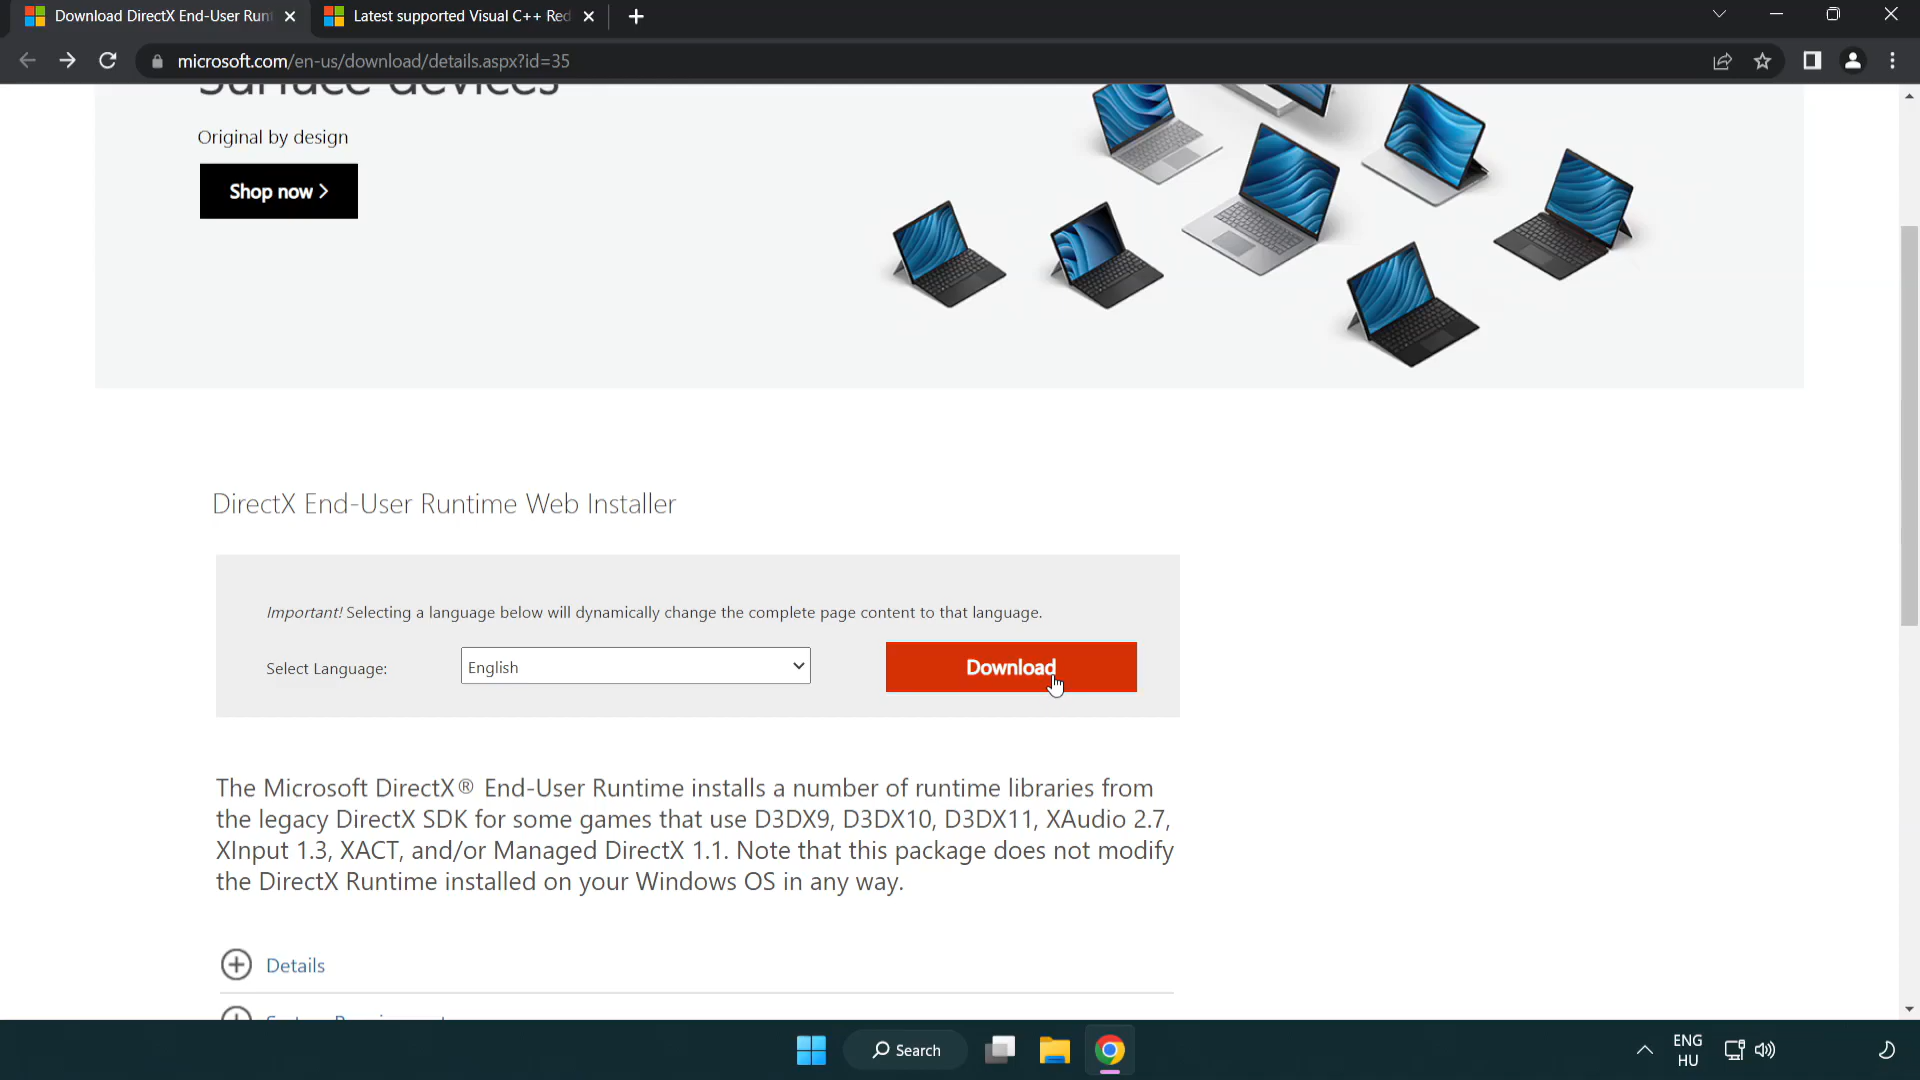 Download DirectX End-User Run
Latest supported Visual C++ Red
microsoft.com/en-us/download/details.aspx?id=35
Surface devices
Original by design
Shop now
DirectX End-User Runtime Web Installer
Important! Selecting a language below will dynamically change the complete page content to that language.
Select Language:
English
Download
The Microsoft DirectX® End-User Runtime installs a number of runtime libraries from
the legacy DirectX SDK for some games that use D3DX9, D3DX10, D3DX11, XAudio 2.7,
XInput 1.3, XACT, and/or Managed DirectX 1.1. Note that this package does not modify
the DirectX Runtime installed on your Windows OS in any way.
Details
Search
ENG
HU